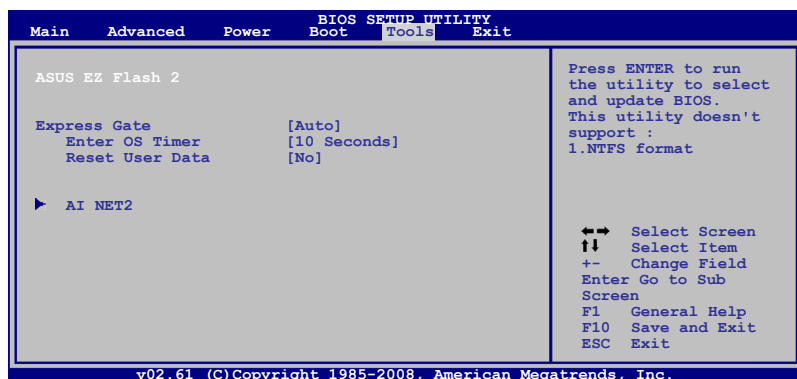 BIOS SETUP UTILITY
Main Advanced Power Boot Tools Exit
ASUS EZ Flash 2
Express Gate [Auto]
Enter OS Timer [10 Seconds]
Reset User Data [No]
AI NET2
Press ENTER to run
the utility to select
and update BIOS.
This utility doesn't
support :
1.NTFS format
←→ Select Screen
↑↓ Select Item
+- Change Field
Enter Go to Sub
Screen
F1 General Help
F10 Save and Exit
ESC Exit
v02.61 (C)Copyright 1985-2008, American Megatrends, Inc.